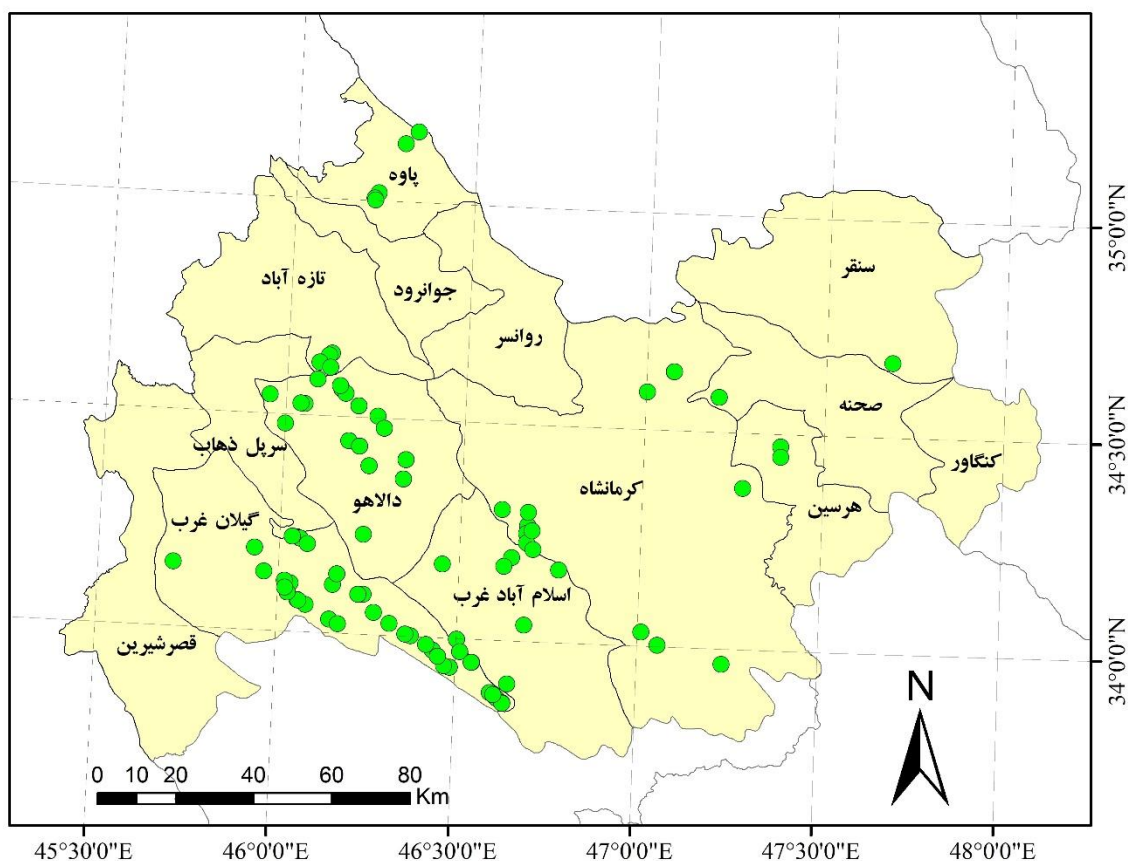 پاوه
سنقر
تازه آباد
جوانرود
روانسر
صحنه
کنگاور
سرپل ذهاب
دالاهو
کرمانشاه
هرسین
گیلان غرب
اسلام آباد غرب
قصرشیرین
N
0 10 20 40 60 80
Km
35°0'0"N
34°30'0"N
34°0'0"N
45°30'0"E 46°0'0"E 46°30'0"E 47°0'0"E 47°30'0"E 48°0'0"E